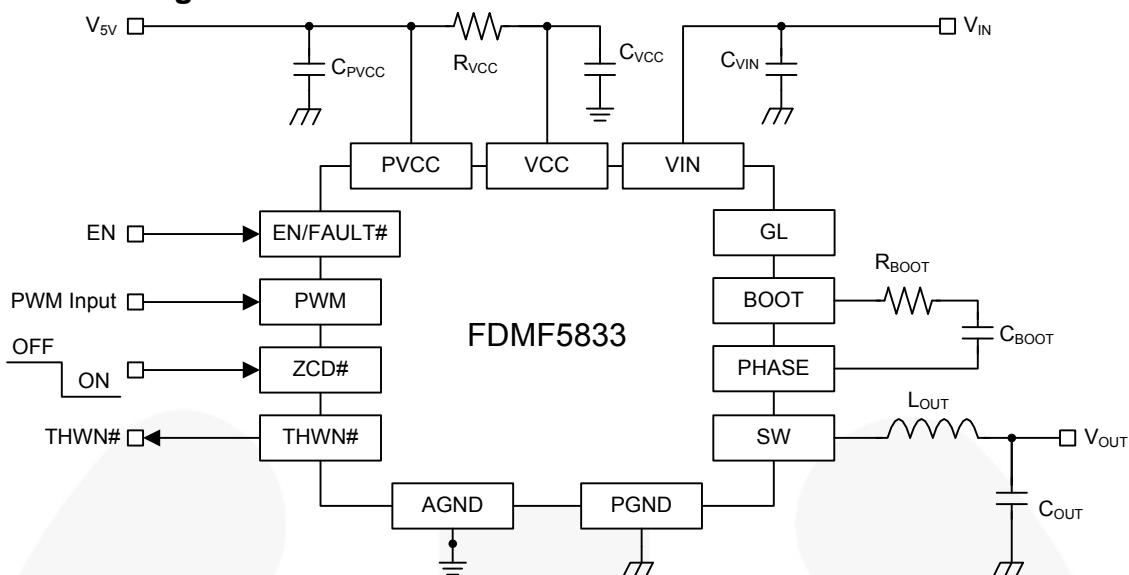 V5V
RVCC
CPVCC
CVCC
CVIN
VIN
PVCC
VCC
VIN
EN
EN/FAULT#
GL
PWM Input
PWM
BOOT
RBOOT
CBOOT
FDMF5833
OFF
ON
ZCD#
PHASE
THWN#
THWN#
SW
LOUT
VOUT
AGND
PGND
COUT